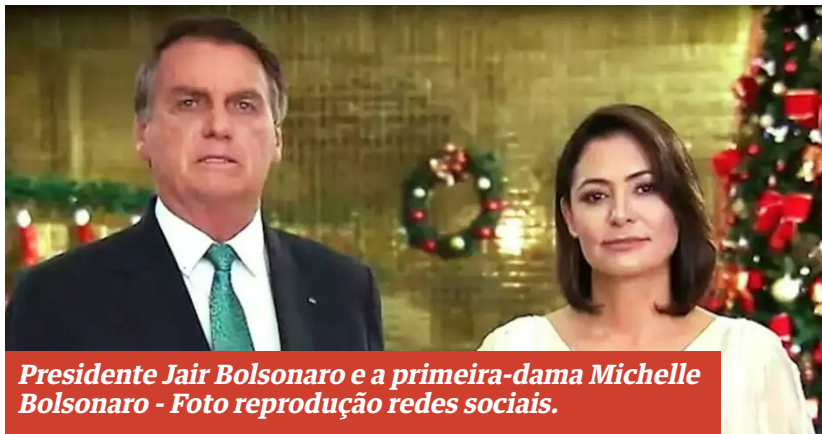 Presidente Jair Bolsonaro e a primeira-dama Michelle
Bolsonaro - Foto reprodução redes sociais.